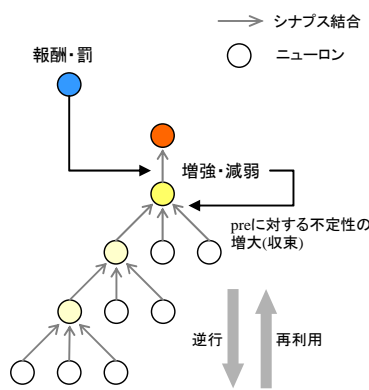 シナプス結合
ニューロン
報酬・罰
増強・減弱
preに対する不定性の
増大(収束)
逆行
再利用